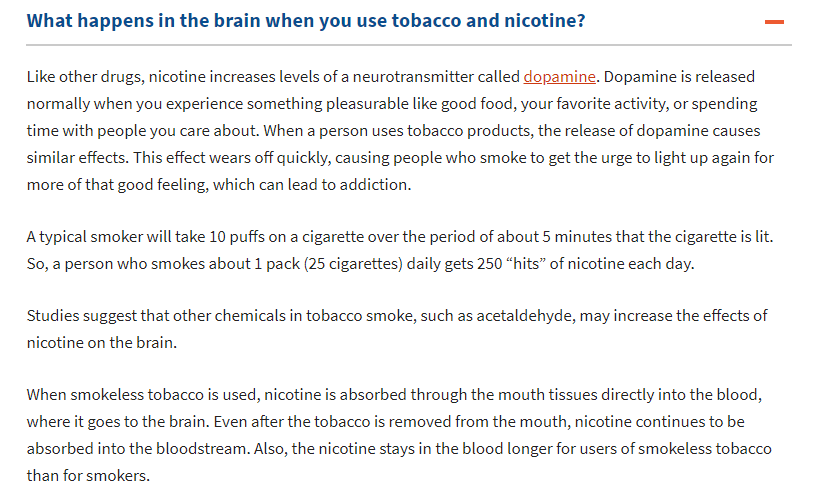 What happens in the brain when you use tobacco and nicotine?
Like other drugs, nicotine increases levels of a neurotransmitter called dopamine. Dopamine is released
normally when you experience something pleasurable like good food, your favorite activity, or spending
time with people you care about. When a person uses tobacco products, the release of dopamine causes
similar effects. This effect wears off quickly, causing people who smoke to get the urge to light up again for
more of that good feeling, which can lead to addiction.
A typical smoker will take 10 puffs on a cigarette over the period of about 5 minutes that the cigarette is lit.
So, a person who smokes about 1 pack (25 cigarettes) daily gets 250 “hits” of nicotine each day.
Studies suggest that other chemicals in tobacco smoke, such as acetaldehyde, may increase the effects of
nicotine on the brain.
When smokeless tobacco is used, nicotine is absorbed through the mouth tissues directly into the blood,
where it goes to the brain. Even after the tobacco is removed from the mouth, nicotine continues to be
absorbed into the bloodstream. Also, the nicotine stays in the blood longer for users of smokeless tobacco
than for smokers.